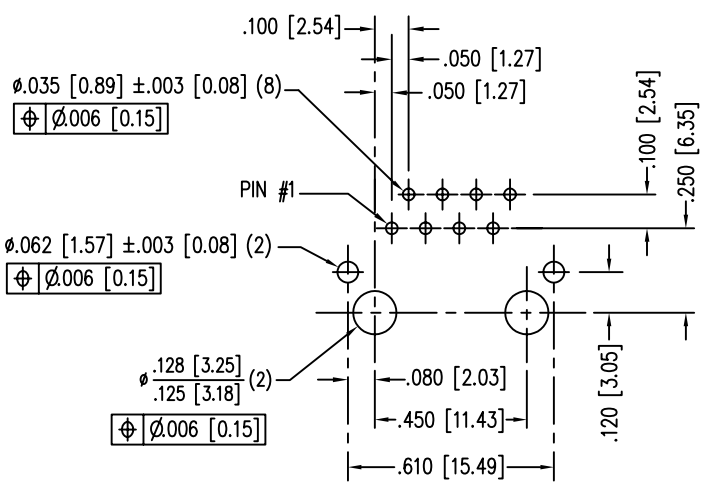 .100 [2.54]
.050 [1.27]
⌀.035 [0.89] ±.003 [0.08] (8)
.050 [1.27]
⌖ ⌀.006 [0.15]
.100 [2.54]
.250 [6.35]
PIN #1
⌀.062 [1.57] ±.003 [0.08] (2)
⌖ ⌀.006 [0.15]
⌀ .128 [3.25]
.125 [3.18] (2)
.080 [2.03]
.120 [3.05]
⌖ ⌀.006 [0.15]
.450 [11.43]
.610 [15.49]